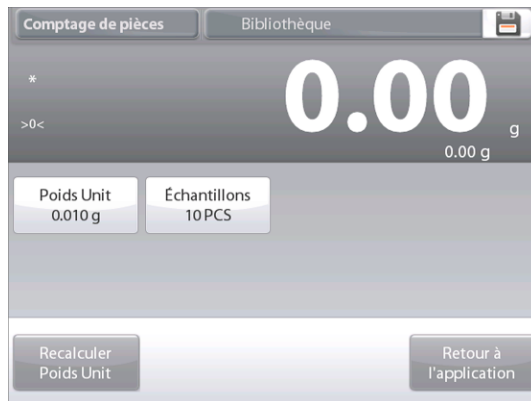 Comptage de pièces
Bibliothèque
*
0.00 g
>0<
0.00 g
Poids Unit
0.010 g
Échantillons
10 PCS
Recalculer
Poids Unit
Retour à
l'application